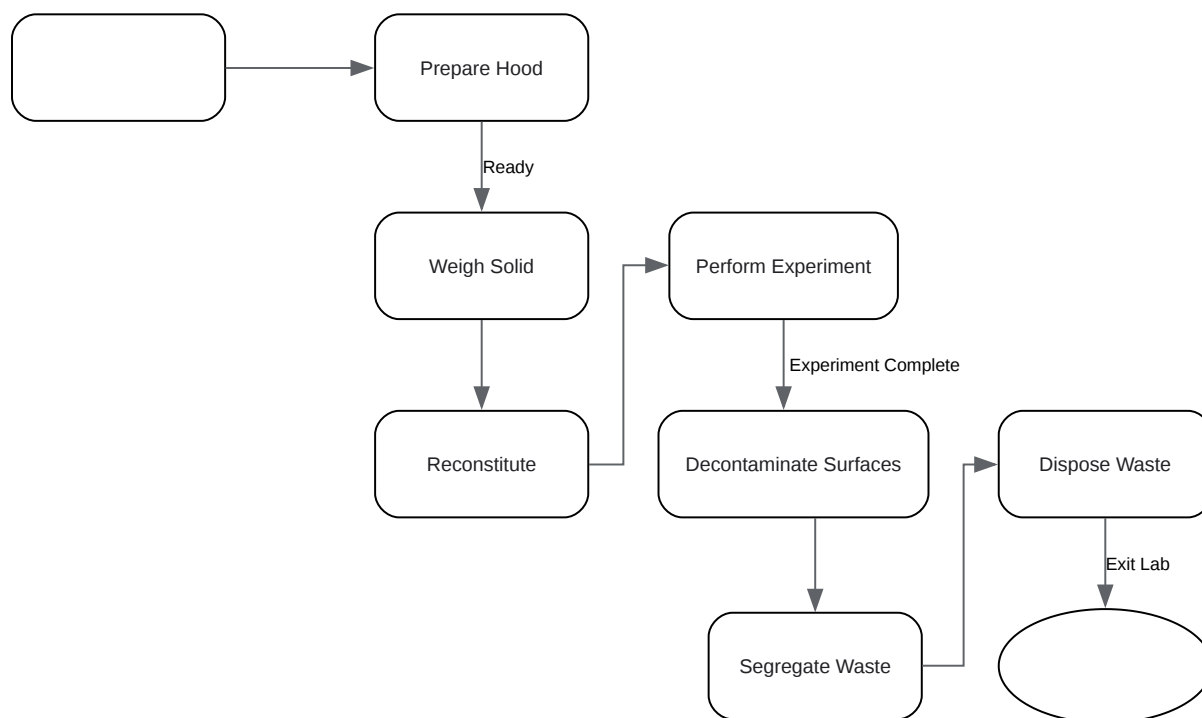 Prepare Hood
Ready
Weigh Solid
Perform Experiment
Experiment Complete
Reconstitute
Decontaminate Surfaces
Dispose Waste
Exit Lab
Segregate Waste